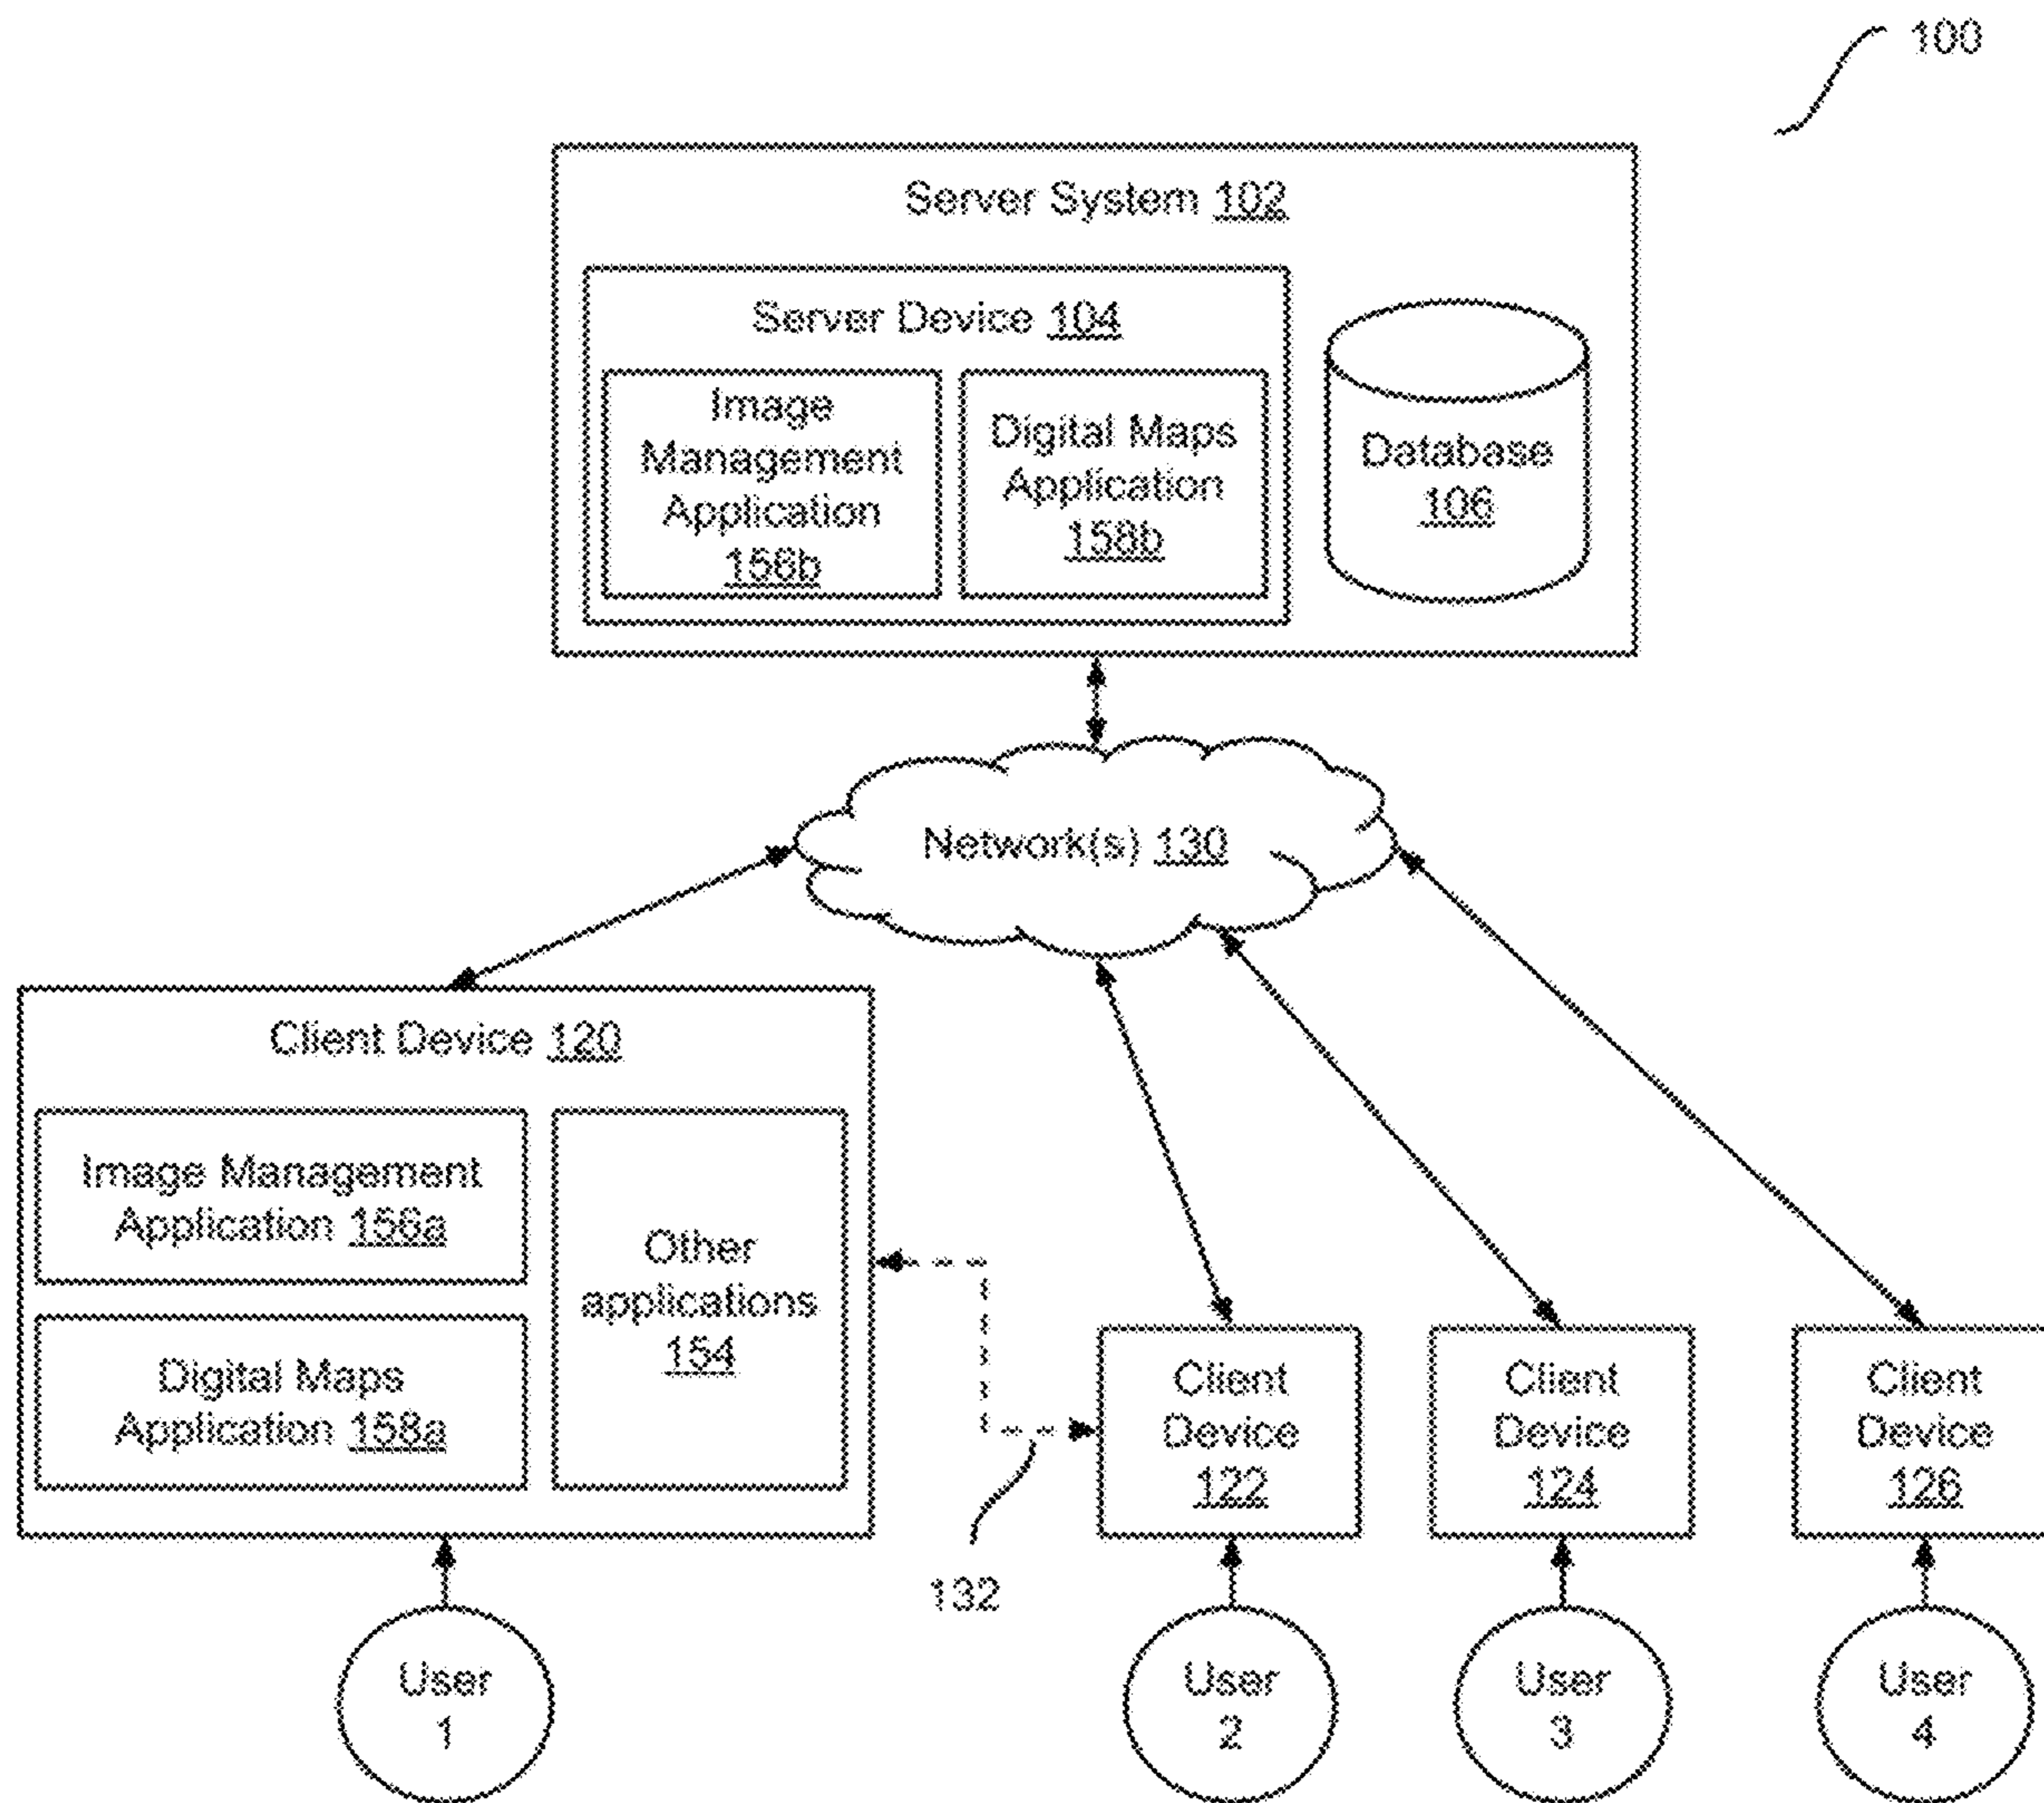 100
Server System 102
Server Device 104
Image
Management
Application
156b
Digital Maps
Application
158b
Database
106
Network(s) 130
Client Device 120
Image Management
Application 156a
Digital Maps
Application 158a
Other
applications
154
132
Client
Device
122
Client
Device
124
Client
Device
126
User
1
User
2
User
3
User
4